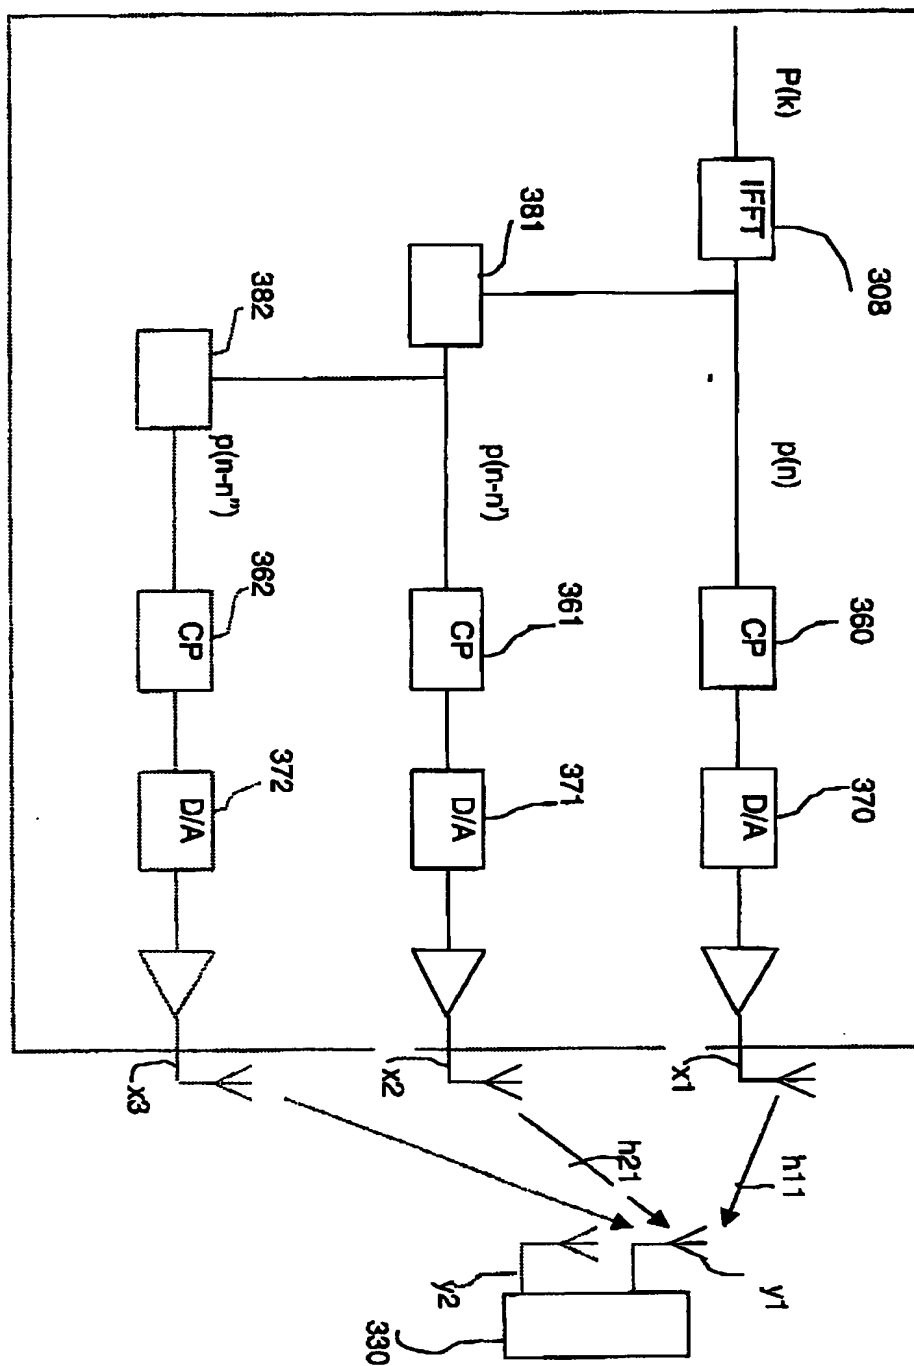 308
360
370
P(k)
p(n)
h11
y1
IFFT
CP
D/A
x1
h21
381
361
371
p(n-n')
CP
D/A
x2
y2
330
382
362
372
p(n-n")
CP
D/A
x3